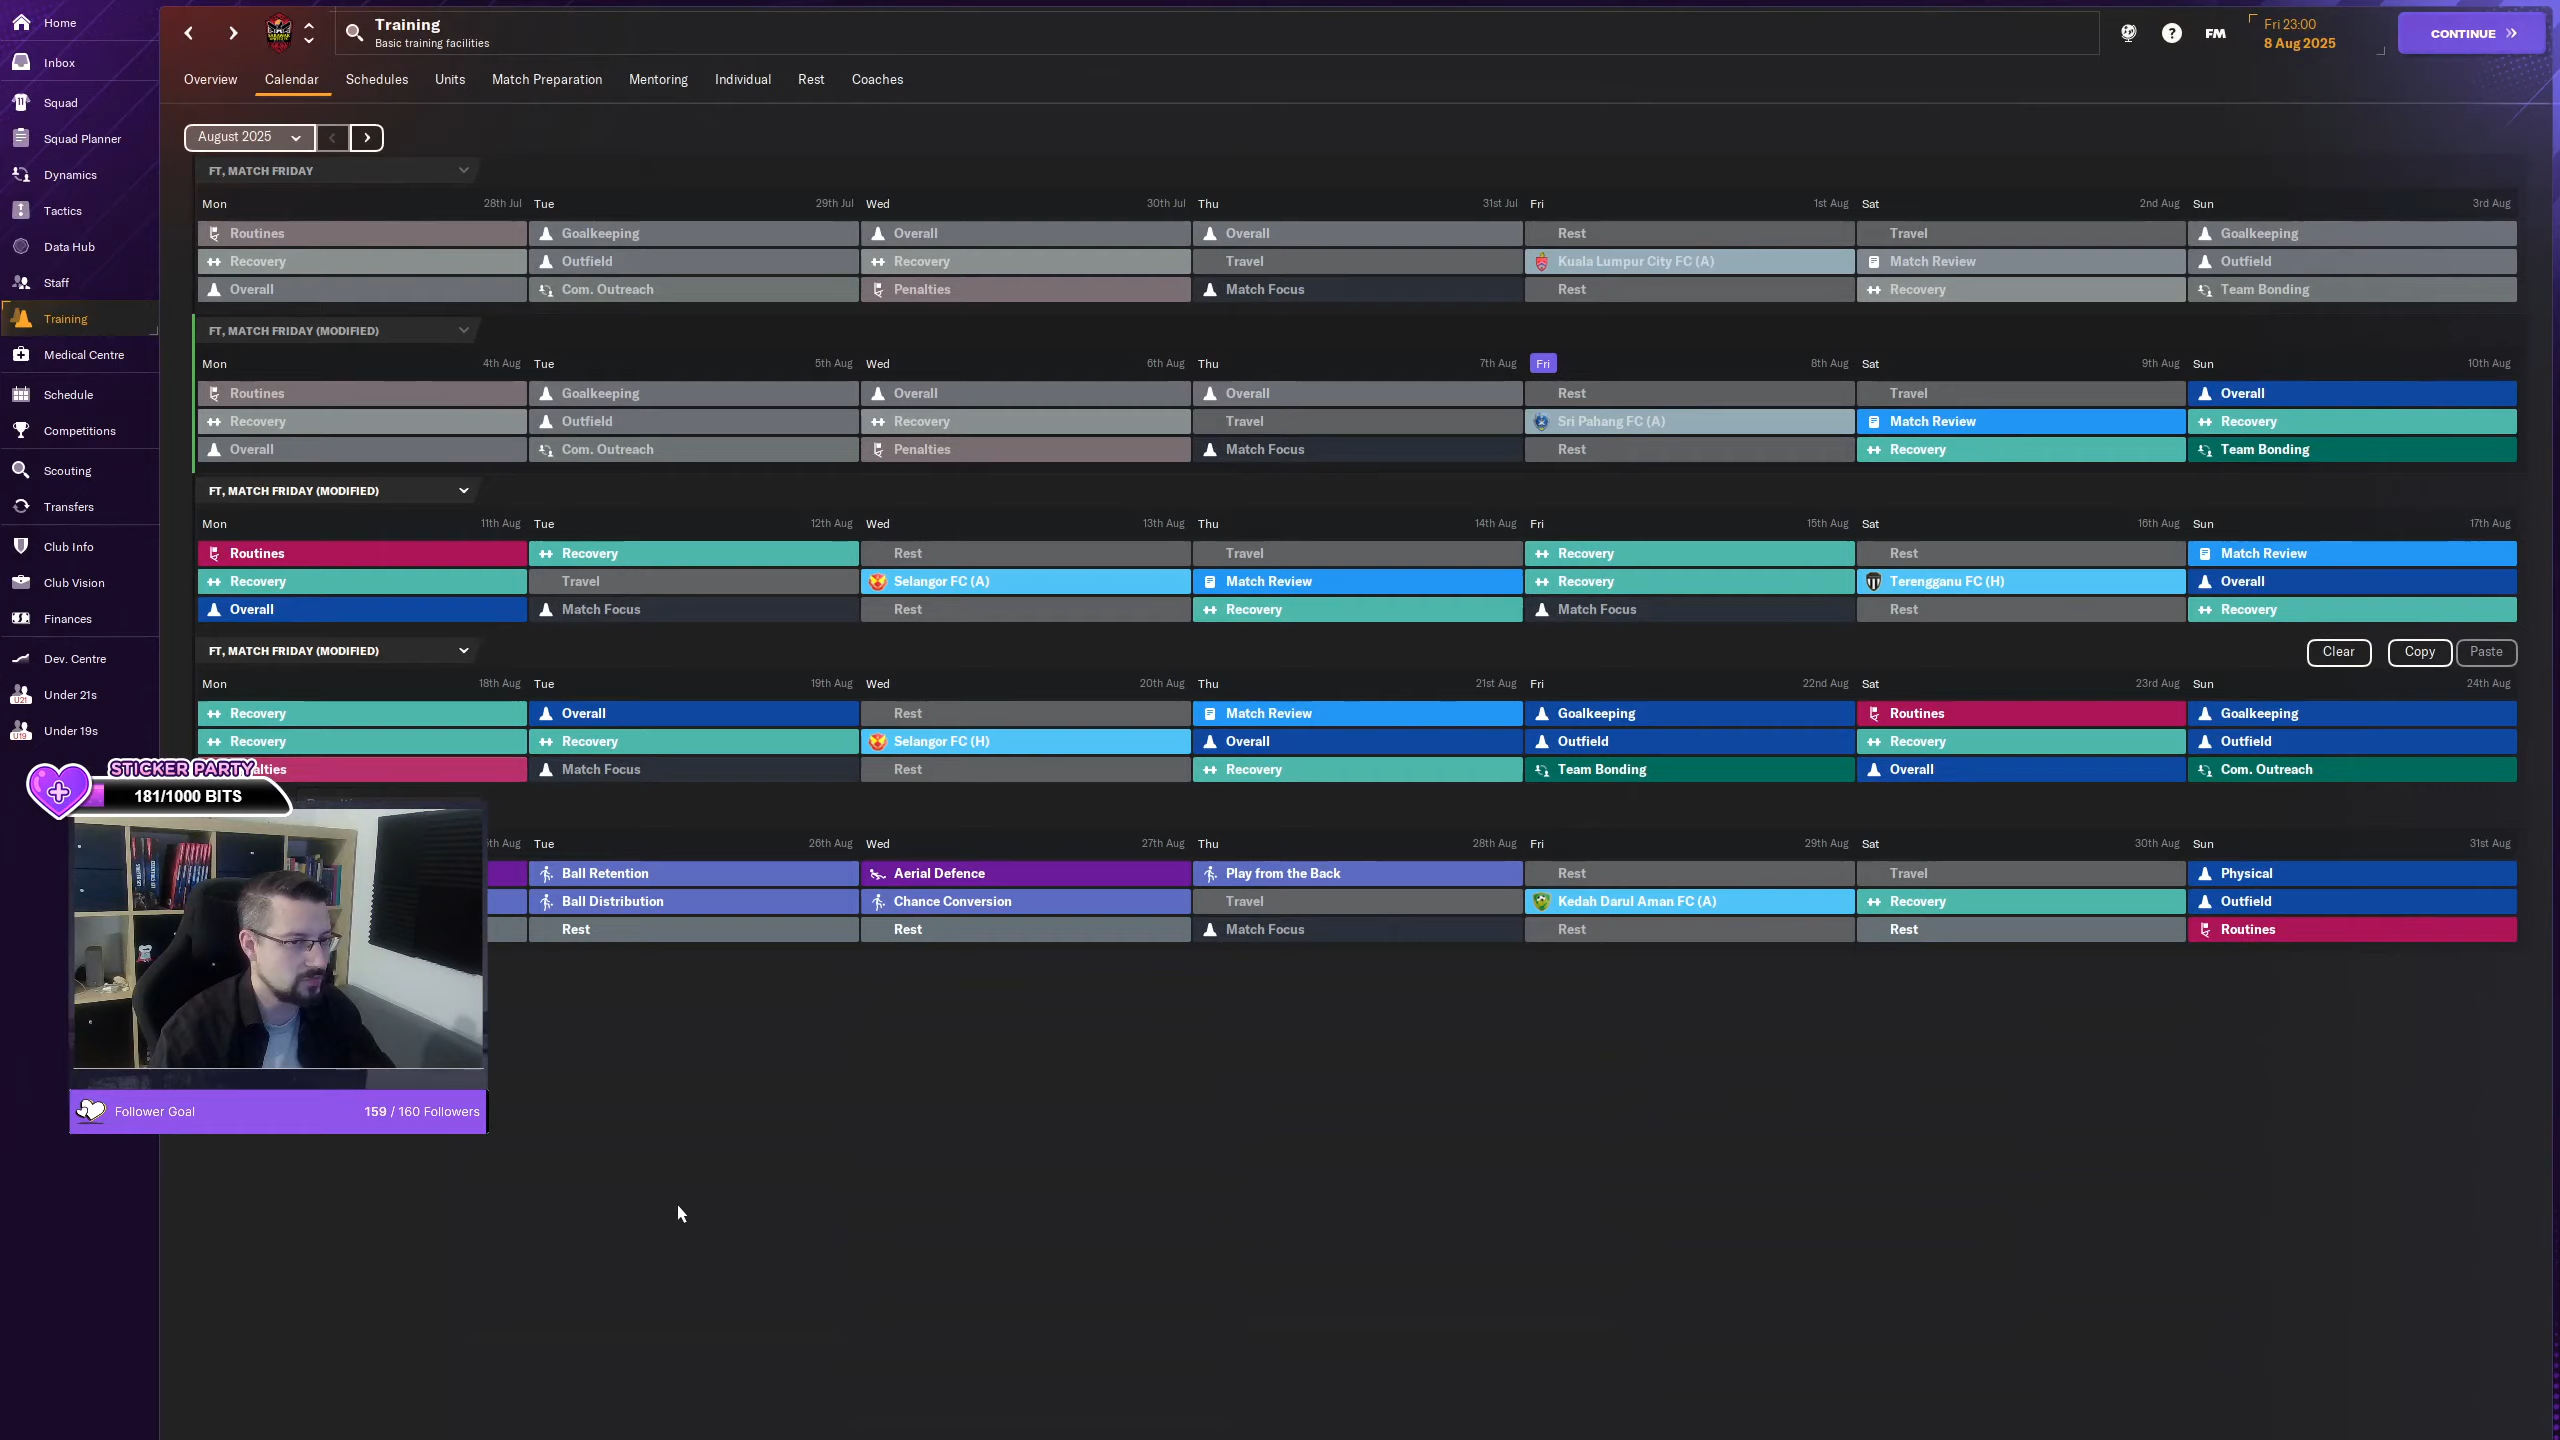 Home
Inbox
Squad
Squad Planner
Dynamics
Tactics
Data Hub
Staff
Training
Medical Centre
Schedule
Competitions
Scouting
Transfers
Club Info
Club Vision
Finances
Dev. Centre
Under 21s
Under 19s
Training
Basic training facilities
FM
Fri 23:00
8 Aug 2025
CONTINUE
Overview Calendar Schedules Units Match Preparation Mentoring Individual Rest Coaches
August 2025
FT, MATCH FRIDAY
Mon 28th Jul Tue 29th Jul Wed 30th Jul Thu 31st Jul Fri 1st Aug Sat 2nd Aug Sun 3rd Aug
Routines Goalkeeping Overall Overall Rest Travel Goalkeeping
Recovery Outfield Recovery Travel Kuala Lumpur City FC (A) Match Review Outfield
Overall Com. Outreach Penalties Match Focus Rest Recovery Team Bonding
FT, MATCH FRIDAY (MODIFIED)
Mon 4th Aug Tue 5th Aug Wed 6th Aug Thu 7th Aug Fri 8th Aug Sat 9th Aug Sun 10th Aug
Routines Goalkeeping Overall Overall Rest Travel Overall
Recovery Outfield Recovery Travel Sri Pahang FC (A) Match Review Recovery
Overall Com. Outreach Penalties Match Focus Rest Recovery Team Bonding
FT, MATCH FRIDAY (MODIFIED)
Mon 11th Aug Tue 12th Aug Wed 13th Aug Thu 14th Aug Fri 15th Aug Sat 16th Aug Sun 17th Aug
Routines Recovery Rest Travel Recovery Rest Match Review
Recovery Travel Selangor FC (A) Match Review Recovery Terengganu FC (H) Overall
Overall Match Focus Rest Recovery Match Focus Rest Recovery
FT, MATCH FRIDAY (MODIFIED) Clear Copy Paste
Mon 18th Aug Tue 19th Aug Wed 20th Aug Thu 21st Aug Fri 22nd Aug Sat 23rd Aug Sun 24th Aug
Recovery Overall Rest Match Review Goalkeeping Routines Goalkeeping
Recovery Recovery Selangor FC (H) Overall Outfield Recovery Outfield
alties Match Focus Rest Recovery Team Bonding Overall Com. Outreach
th Aug Tue 26th Aug Wed 27th Aug Thu 28th Aug Fri 29th Aug Sat 30th Aug Sun 31st Aug
Ball Retention Aerial Defence Play from the Back Rest Travel Physical
Ball Distribution Chance Conversion Travel Kedah Darul Aman FC (A) Recovery Outfield
Rest Rest Match Focus Rest Rest Routines
STICKER PARTY
181/1000 BITS
Follower Goal 159 / 160 Followers